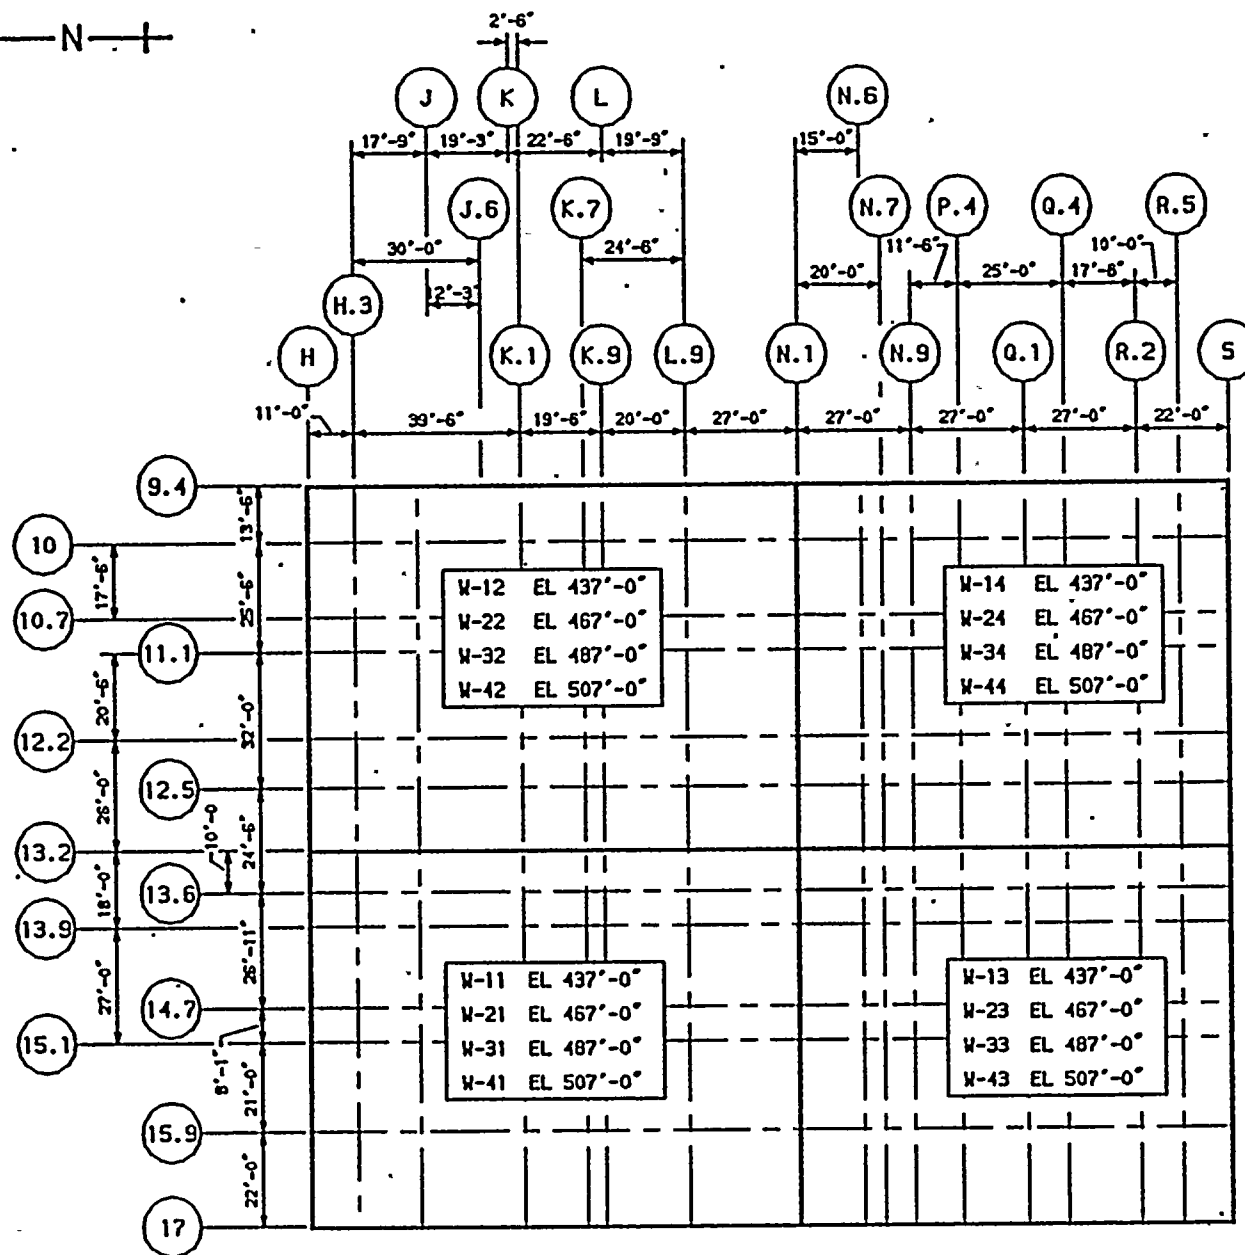 N
2'-6"
J
K
L
N.6
17'-9"
19'-3"
22'-6"
19'-9"
15'-0"
J.6
K.7
N.7
P.4
Q.4
R.5
30'-0"
24'-6"
11'-6"
10'-0"
12'-3"
20'-0"
25'-0"
17'-6"
H.3
H
K.1
K.9
L.9
N.1
N.9
Q.1
R.2
S
11'-0"
39'-6"
19'-6"
20'-0"
27'-0"
27'-0"
27'-0"
27'-0"
22'-0"
9.4
13'-6"
10
17'-6"
25'-6"
10.7
11.1
20'-6"
32'-0"
12.2
12.5
26'-0"
10'-0
24'-6"
13.2
13.6
18'-0"
13.9
26'-11"
27'-0"
14.7
15.1
8'-1"
21'-0"
15.9
22'-0"
17
W-12 EL 437'-0"
W-22 EL 467'-0"
W-32 EL 487'-0"
W-42 EL 507'-0"
W-14 EL 437'-0"
W-24 EL 467'-0"
W-34 EL 487'-0"
W-44 EL 507'-0"
W-11 EL 437'-0"
W-21 EL 467'-0"
W-31 EL 487'-0"
W-41 EL 507'-0"
W-13 EL 437'-0"
W-23 EL 467'-0"
W-33 EL 487'-0"
W-43 EL 507'-0"